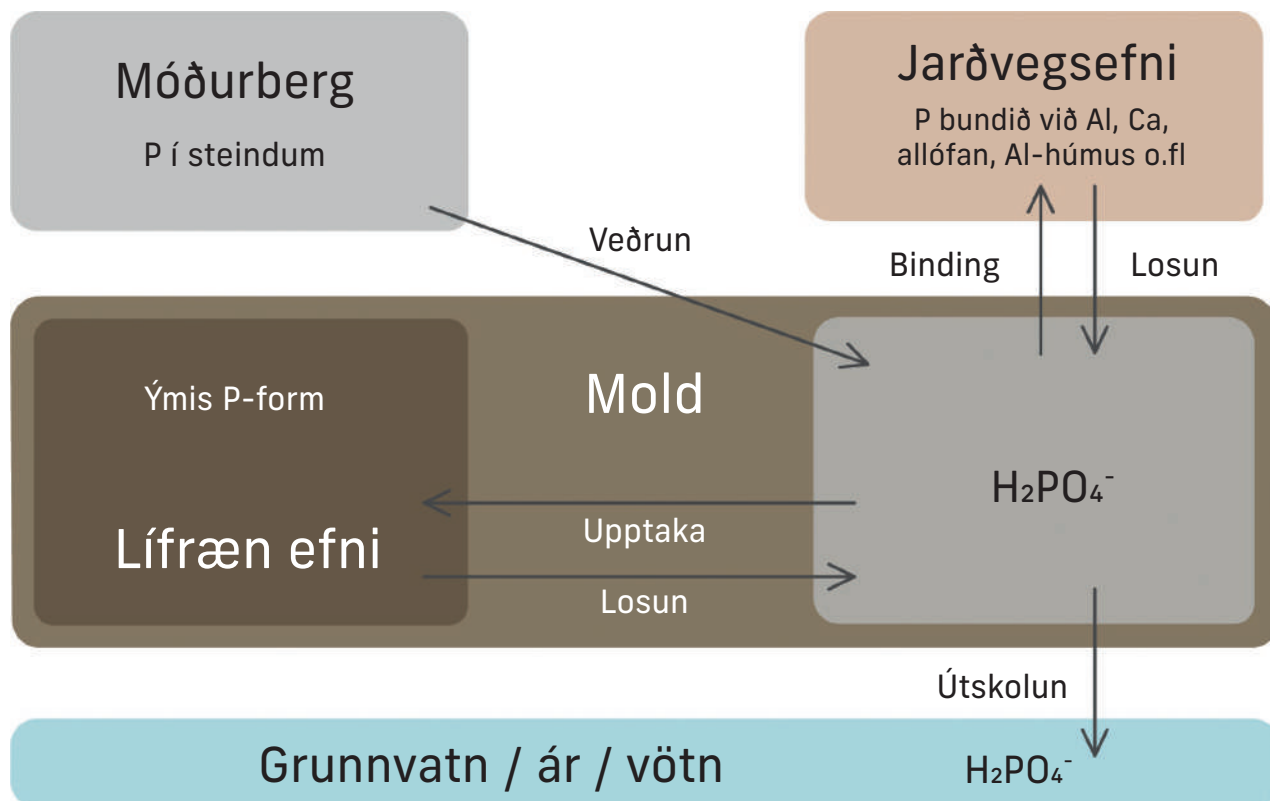 Móðurberg
P í steindum
Jarðvegsefni
P bundið við Al, Ca,
allófan, Al-húmus o.fl
Veðrun
Binding
Losun
Ýmis P-form
Mold
H₂PO₄⁻
Upptaka
Lífræn efni
Losun
Útskolun
Grunnvatn / ár / vötn
H₂PO₄⁻